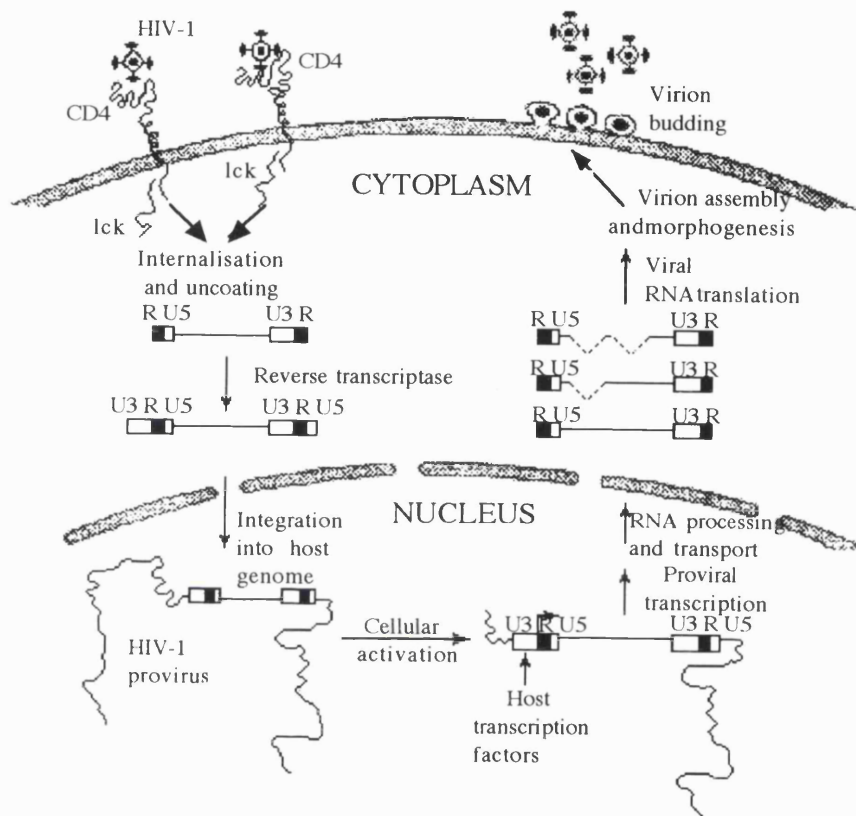 HIV-1
CD4
CD4
lck
lck
CYTOPLASM
Virion
budding
Internalisation
and uncoating
Virion assembly
andmorphogenesis
Viral
RNAtranslation
R U5
U3 R
Reverse transcriptase
U3 R U5
U3 R U5
R U5
U3 R
R U5
U3 R
R U5
U3 R
NUCLEUS
Integration
into host
genome
RNA processing
and transport
Proviral
transcription
HIV-1
provirus
Cellular
activation
U3 R U5
U3 R U5
Host
transcription
factors